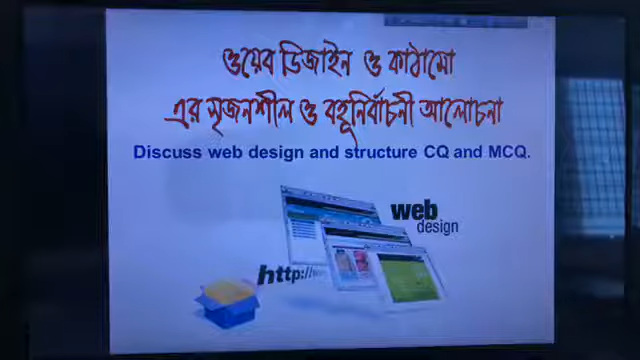 ওয়েব ডিজাইন ও কাঠামো
এর সৃজনশীল ও বহূনির্বাচনী আলোচনা
Discuss web design and structure CQ and MCQ.
web
design
http://